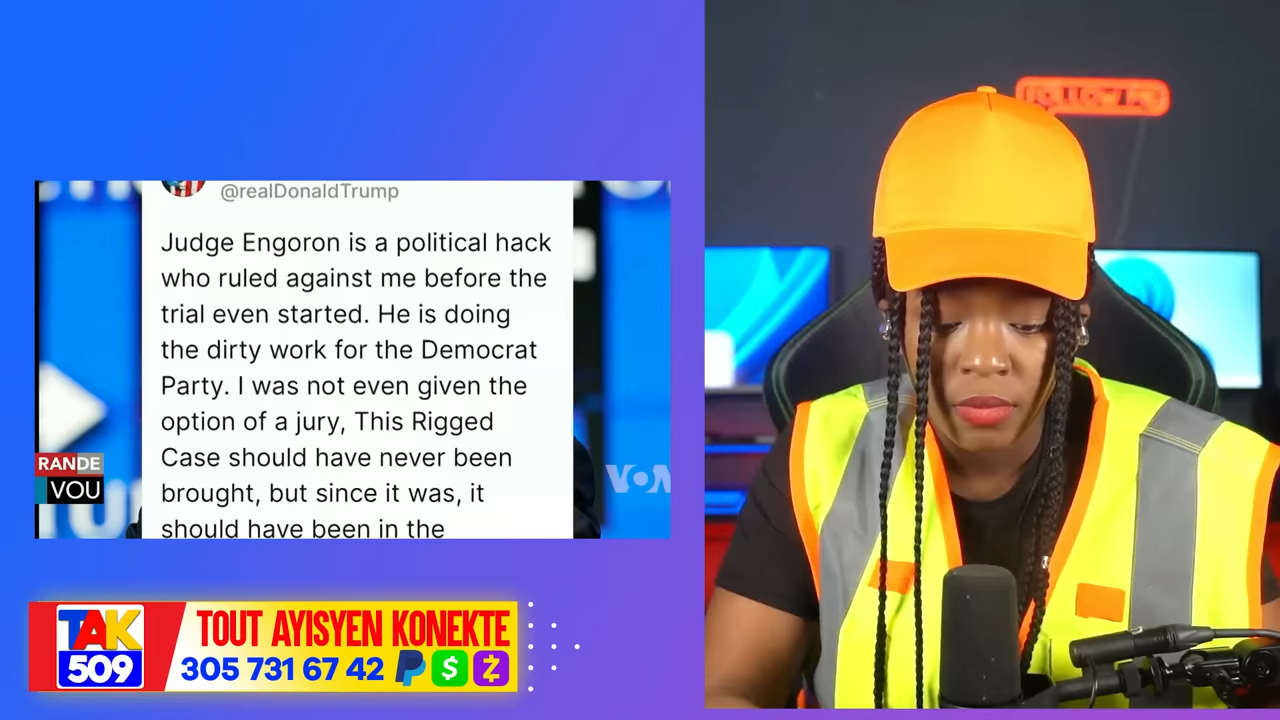 @realDonaldTrump
Judge Engoron is a political hack
who ruled against me before the
trial even started. He is doing
the dirty work for the Democrat
Party. I was not even given the
option of a jury, This Rigged
Case should have never been
brought, but since it was, it
should have been in the
RANDE
VOU
VOA
FOLLOW ME
TAK
509
TOUT AYISYEN KONEKTE
305 731 67 42